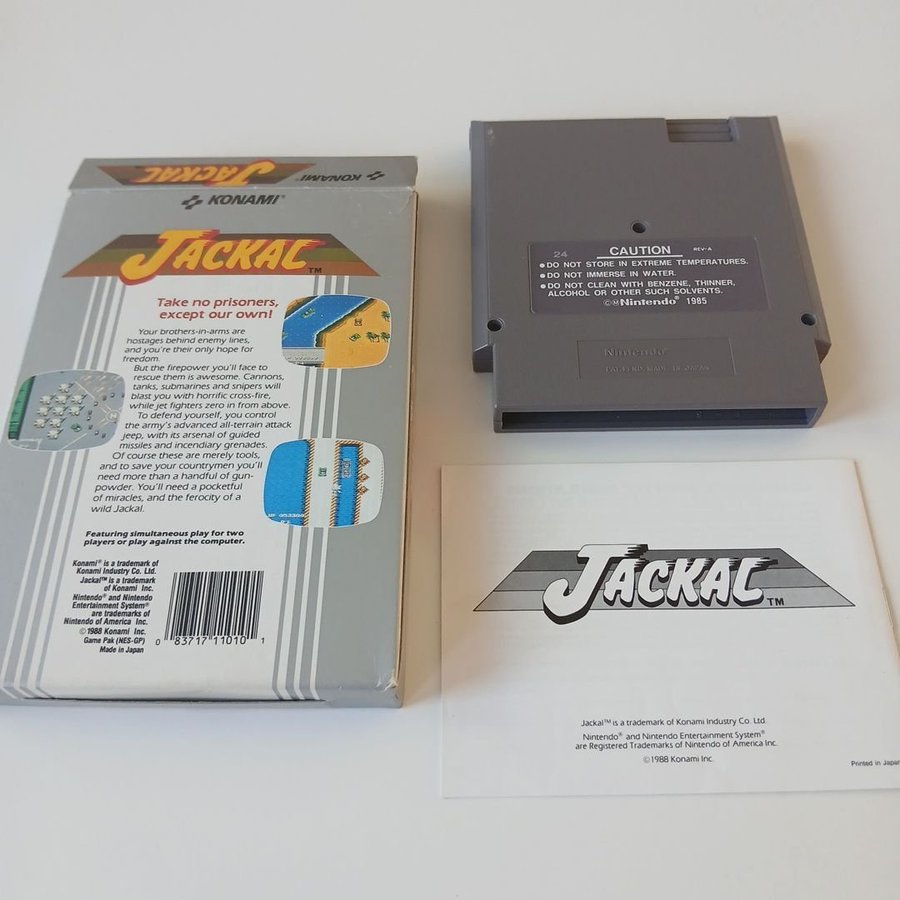 JACKAL
KONAMI®
KONAMI®
JACKAL™
Take no prisoners,
except our own!
Your brothers-in-arms are
hostages behind enemy lines,
and you're their only hope for
freedom.
But the firepower you'll face to
rescue them is awesome. Cannons,
tanks, submarines and snipers will
blast you with horrific cross-fire,
while jet fighters zero in from above.
To defend yourself, you control
the army's advanced all-terrain attack
jeep, with its arsenal of guided
missiles and incendiary grenades.
Of course these are merely tools,
and to save your countrymen you'll
need more than a handful of gun-
powder. You'll need a pocketful
of miracles, and the ferocity of a
wild Jackal.
Featuring simultaneous play for two
players or play against the computer.
Konami® is a trademark of
Konami Industry Co. Ltd.
Jackal™ is a trademark
of Konami Inc.
Nintendo® and Nintendo
Entertainment System®
are trademarks of
Nintendo of America Inc.
©1988 Konami Inc.
Game Pak (NES-GP)
Made in Japan
0 83717 11010 1
24
CAUTION REV-A
•DO NOT STORE IN EXTREME TEMPERATURES.
•DO NOT IMMERSE IN WATER.
•DO NOT CLEAN WITH BENZENE, THINNER,
ALCOHOL OR OTHER SUCH SOLVENTS.
©Ⓜ Nintendo® 1985
Nintendo®
PAT. PEND. MADE IN JAPAN
JACKAL™
Jackal™ is a trademark of Konami Industry Co. Ltd.
Nintendo® and Nintendo Entertainment System®
are Registered Trademarks of Nintendo of America Inc.
©1988 Konami Inc.
Printed in Japan